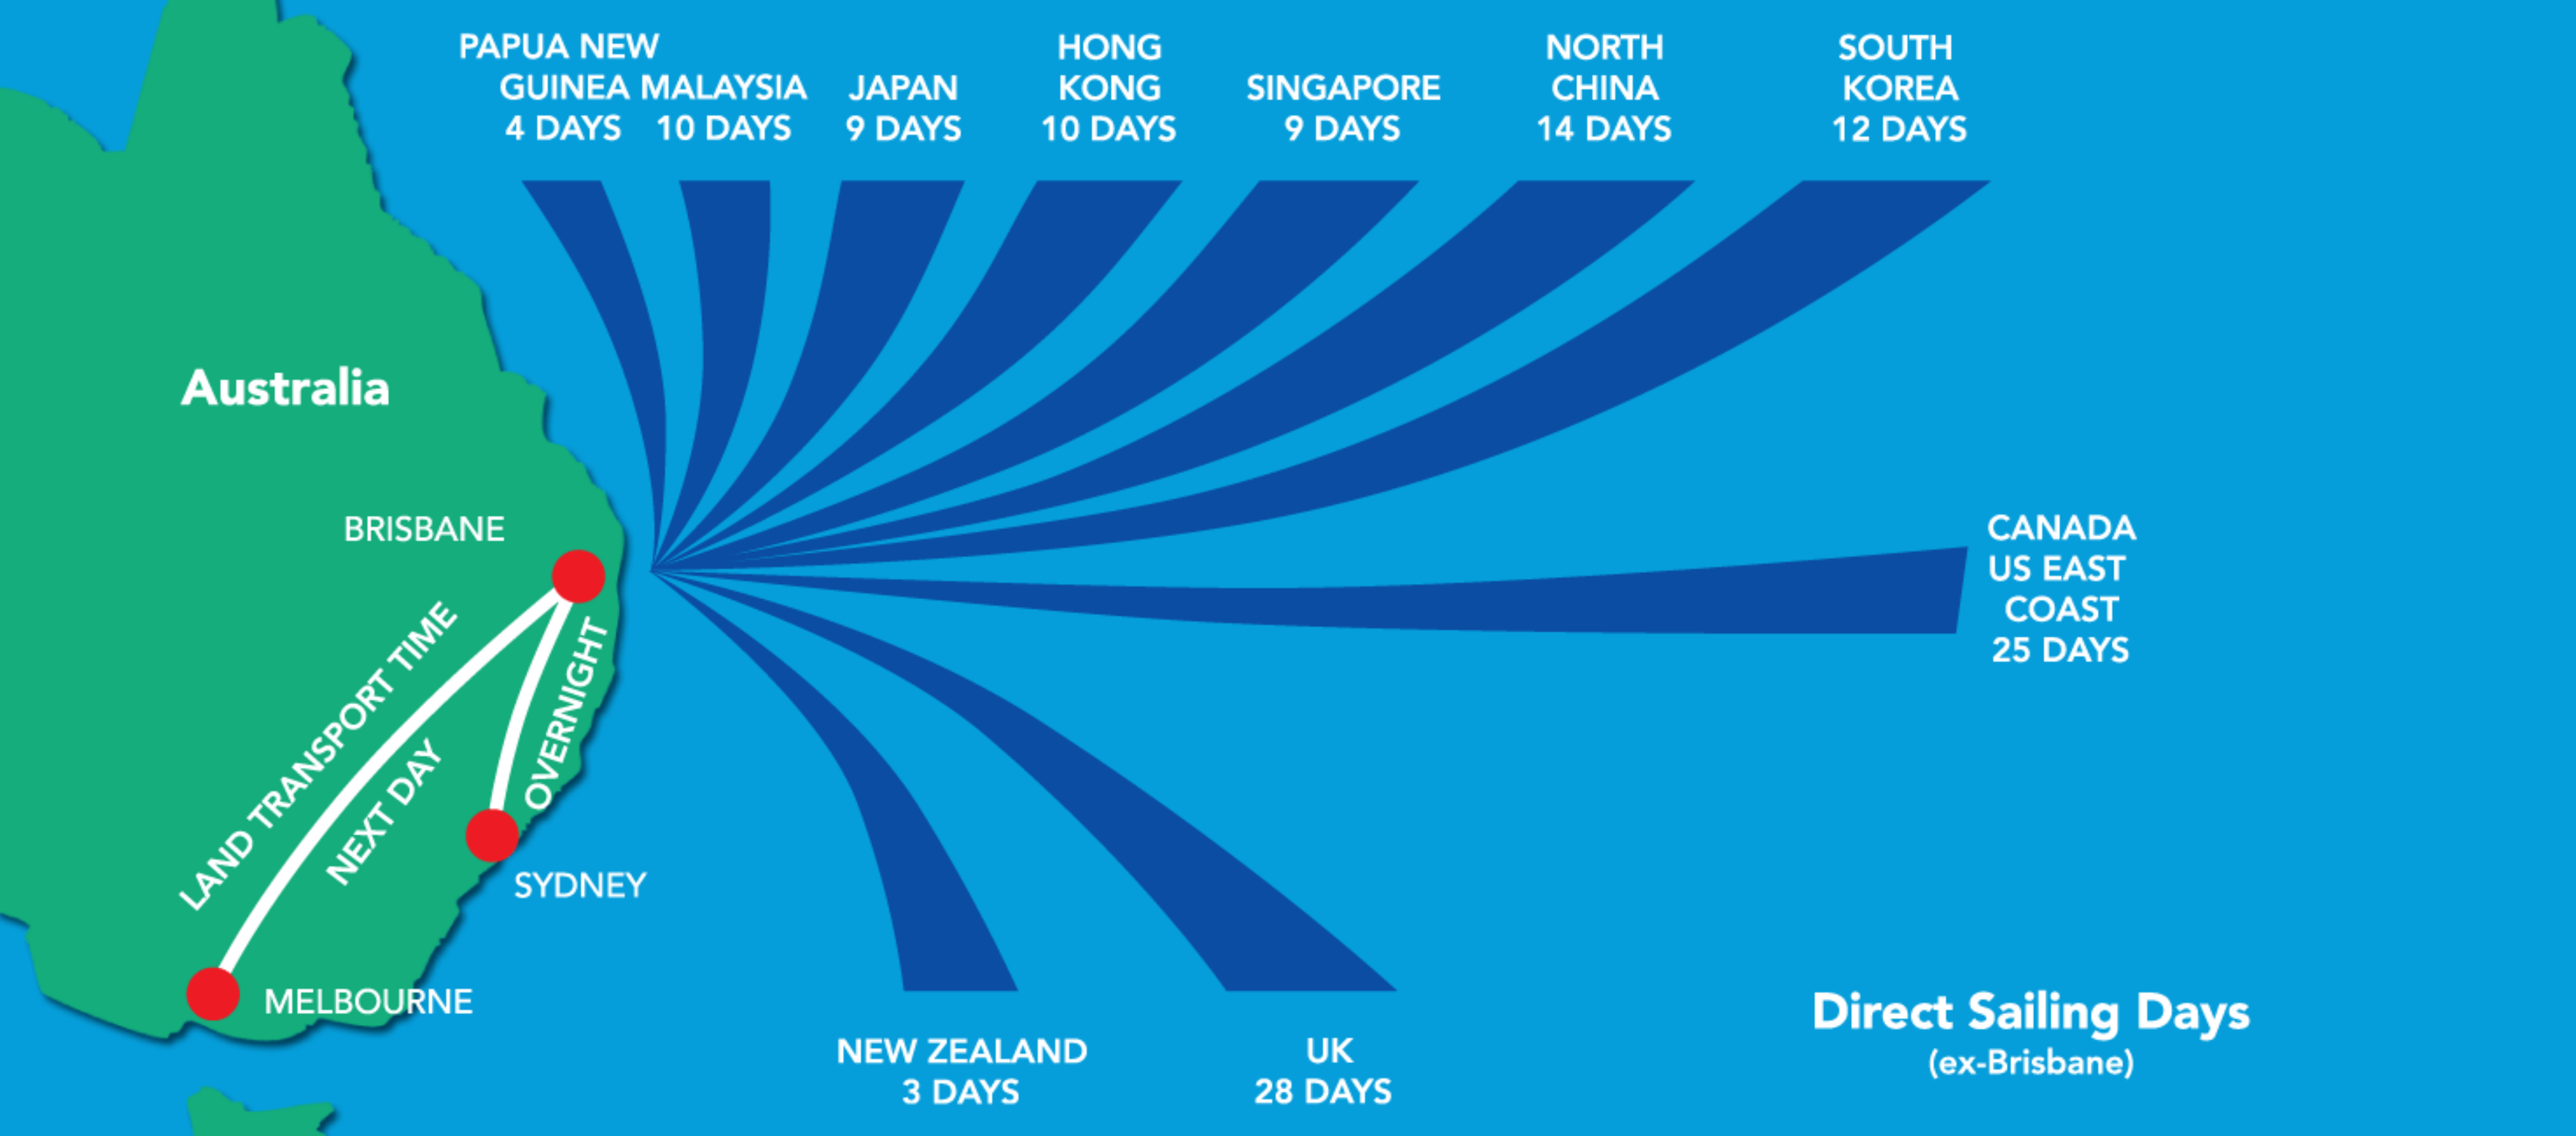 PAPUA NEW
GUINEA
4 DAYS
MALAYSIA
10 DAYS
JAPAN
9 DAYS
HONG
KONG
10 DAYS
SINGAPORE
9 DAYS
NORTH
CHINA
14 DAYS
SOUTH
KOREA
12 DAYS
Australia
BRISBANE
LAND TRANSPORT TIME
NEXT DAY
OVERNIGHT
SYDNEY
MELBOURNE
CANADA
US EAST
COAST
25 DAYS
NEW ZEALAND
3 DAYS
UK
28 DAYS
Direct Sailing Days
(ex-Brisbane)